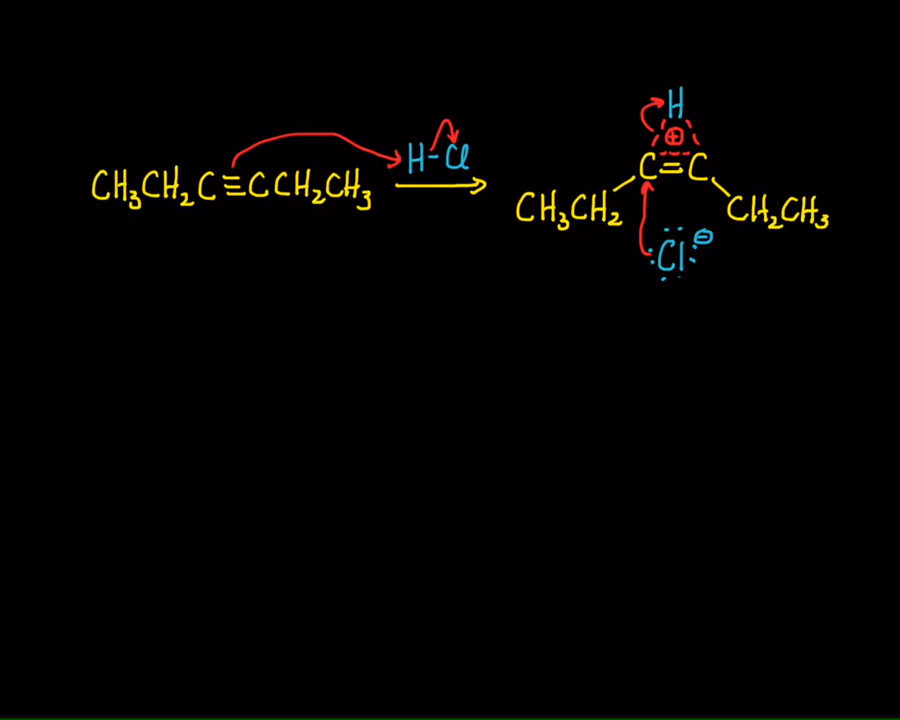 CH₃CH₂C≡CCH₂CH₃
H-Cl
H
⊕
C=C
CH₃CH₂
CH₂CH₃
:Cl: ⊖